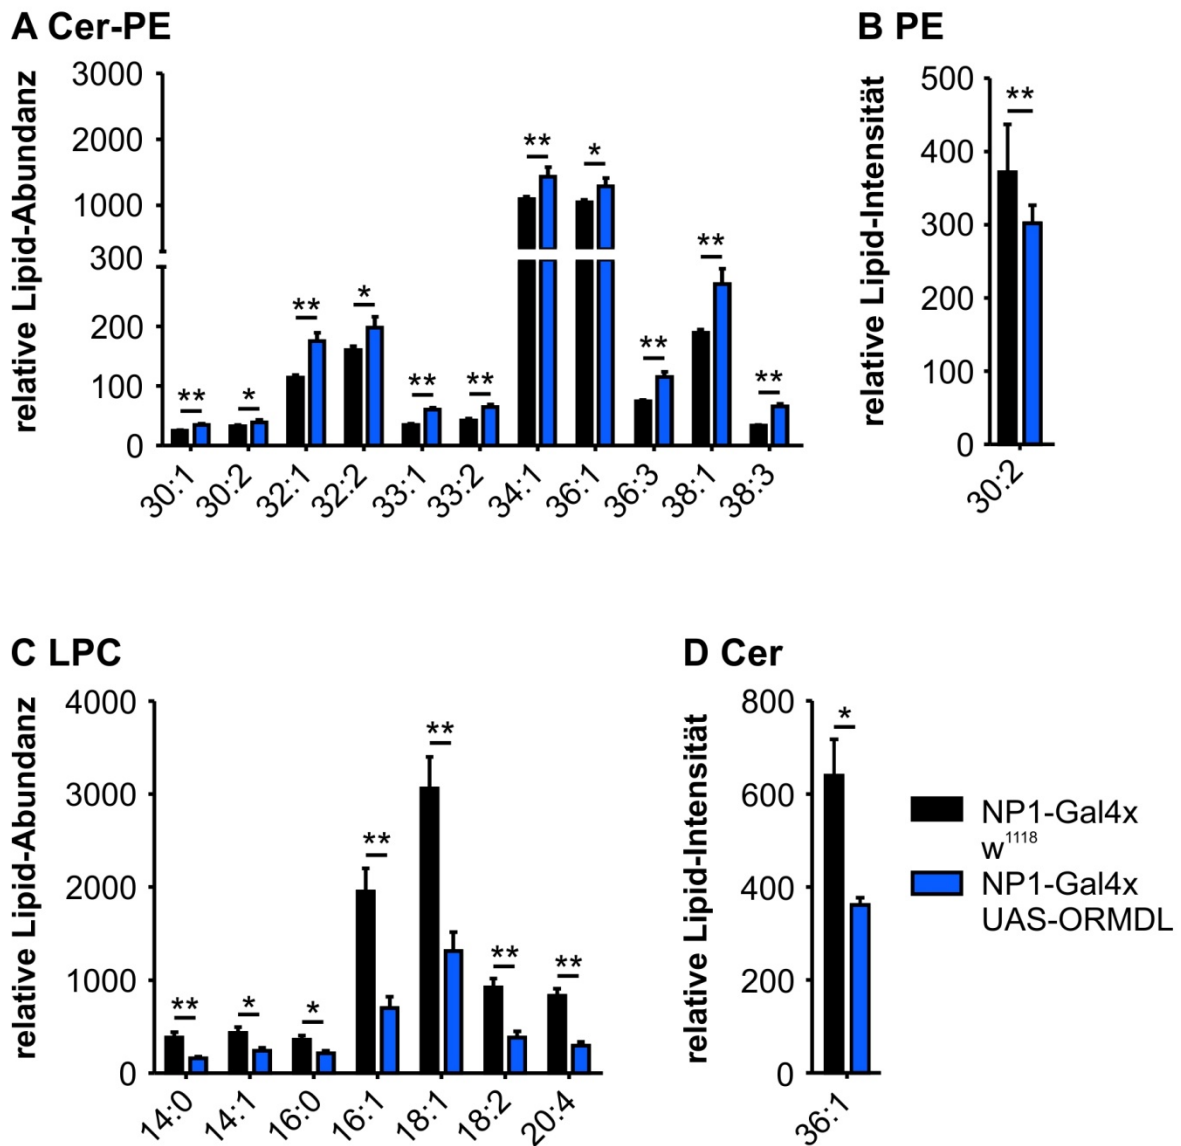 A Cer-PE
relative Lipid-Abundanz
3000
2000
1000
300
300
200
100
0
** * ** * ** ** ** * ** ** **
30:1 30:2 32:1 32:2 33:1 33:2 34:1 36:1 36:3 38:1 38:3
B PE
relative Lipid-Intensität
500
400
300
200
100
0
**
30:2
C LPC
relative Lipid-Abundanz
4000
3000
2000
1000
0
** * * ** ** ** **
14:0 14:1 16:0 16:1 18:1 18:2 20:4
D Cer
relative Lipid-Intensität
800
600
400
200
0
*
36:1
NP1-Gal4x
w¹¹¹⁸
NP1-Gal4x
UAS-ORMDL